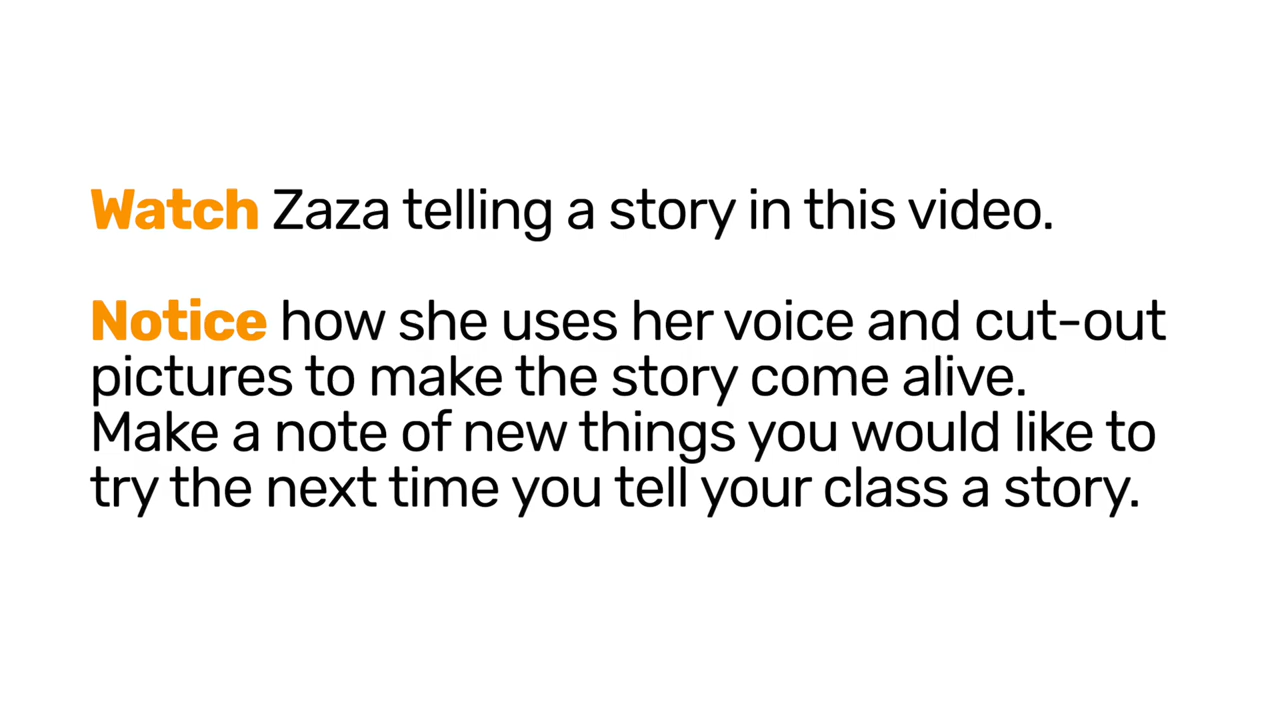 Watch Zaza telling a story in this video.
Notice how she uses her voice and cut-out
pictures to make the story come alive.
Make a note of new things you would like to
try the next time you tell your class a story.